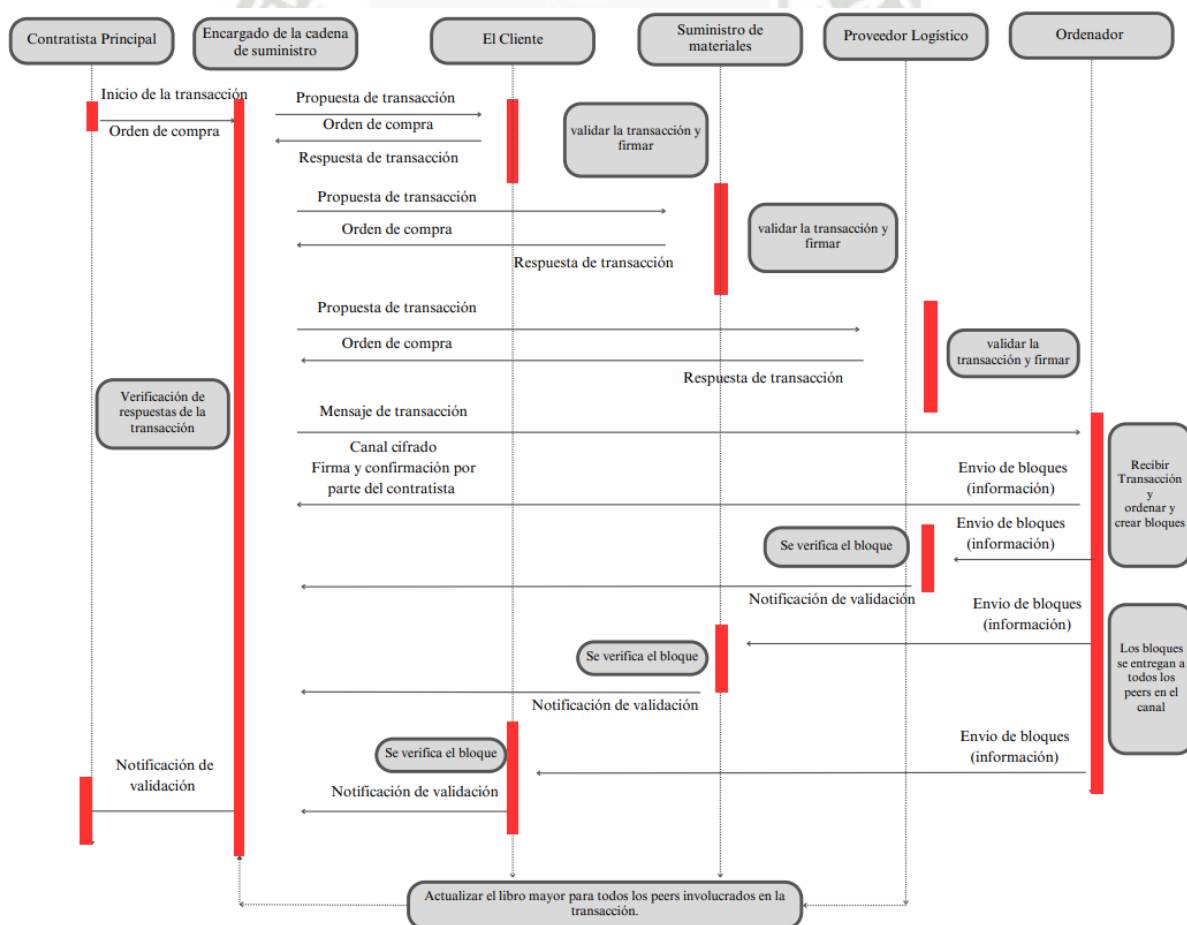 Contratista Principal
Encargado de la cadena
de suministro
El Cliente
Suministro de
materiales
Proveedor Logístico
Ordenador
Inicio de la transacción
Orden de compra
Propuesta de transacción
Orden de compra
Respuesta de transacción
validar la transacción y
firmar
Propuesta de transacción
Orden de compra
Respuesta de transacción
validar la transacción y
firmar
Propuesta de transacción
Orden de compra
Respuesta de transacción
validar la
transacción y firmar
Verificación de
respuestas de la
transacción
Mensaje de transacción
Canal cifrado
Firma y confirmación por
parte del contratista
Envio de bloques
(información)
Recibir
Transacción
y
ordenar y
crear bloques
Envio de bloques
(información)
Se verifica el bloque
Notificación de validación
Envio de bloques
(información)
Se verifica el bloque
Notificación de validación
Los bloques
se entregan a
todos los
peers en el
canal
Envio de bloques
(información)
Se verifica el bloque
Notificación de validación
Notificación de
validación
Actualizar el libro mayor para todos los peers involucrados en la
transacción.